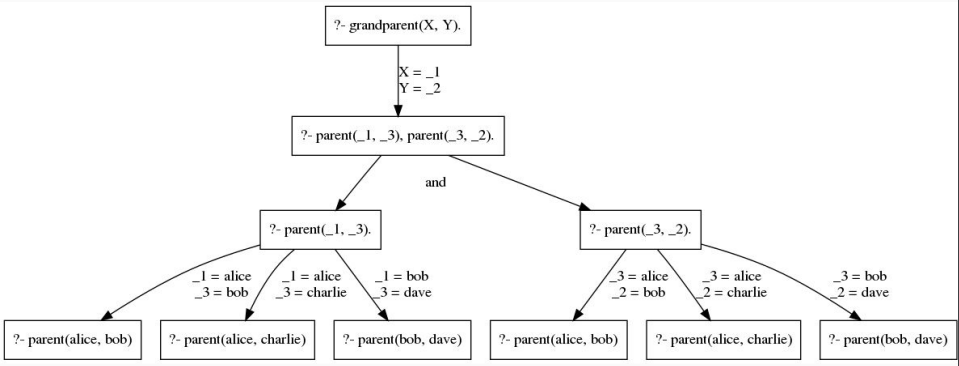 ?- grandparent(X, Y).
X = _1
Y = _2
?- parent(_1, _3), parent(_3, _2).
and
?- parent(_1, _3).
?- parent(_3, _2).
_1 = alice
_3 = bob
_1 = alice
_3 = charlie
_1 = bob
_3 = dave
_3 = alice
_2 = bob
_3 = alice
_2 = charlie
_3 = bob
_2 = dave
?- parent(alice, bob)
?- parent(alice, charlie)
?- parent(bob, dave)
?- parent(alice, bob)
?- parent(alice, charlie)
?- parent(bob, dave)